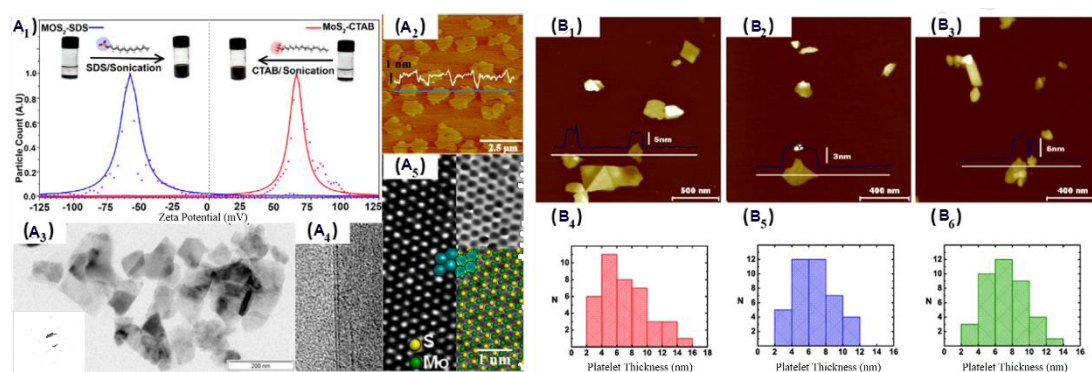 (A1)
MOS2-SDS
MoS2-CTAB
SDS/Sonication
CTAB/ Sonication
Particle Count (A.U)
1.0
0.8
0.6
0.4
0.2
0.0
-125 -100 -75 -50 -25 0 25 50 75 100 125
Zeta Potential (mV)
(A2)
1 nm
2.5 µm
(A3)
200 nm
(A4)
(A5)
S
Mo
1 nm
(B1)
5nm
500 nm
(B2)
3nm
400 nm
(B3)
6nm
400 nm
(B4)
N
10
8
6
4
2
0 2 4 6 8 10 12 14 16 18
Platelet Thickness (nm)
(B5)
N
12
10
8
6
4
2
0 2 4 6 8 10 12 14 16
Platelet Thickness (nm)
(B6)
N
12
10
8
6
4
2
0 2 4 6 8 10 12 14 16
Platelet Thickness (nm)